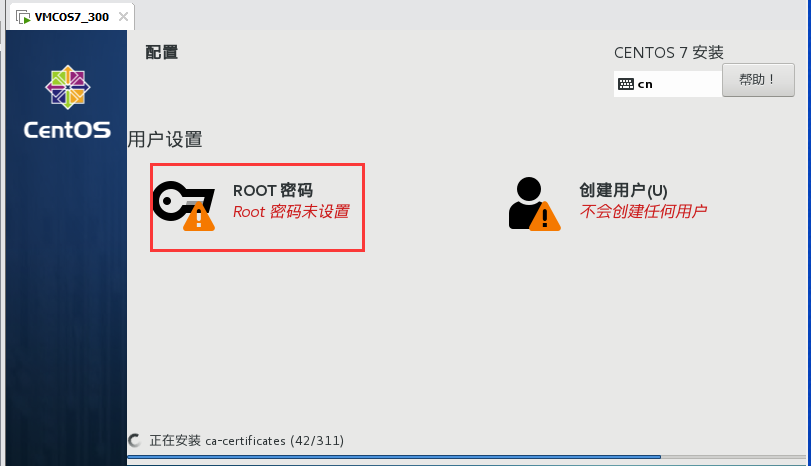 VMCOS7_300
配置
CENTOS 7 安装
cn
帮助！
CentOS
用户设置
ROOT 密码
Root 密码未设置
创建用户(U)
不会创建任何用户
正在安装 ca-certificates (42/311)